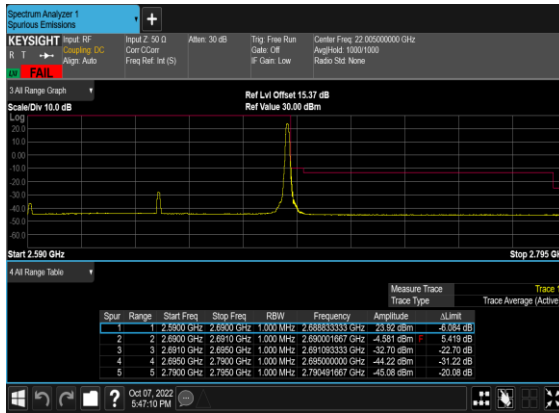 Spectrum Analyzer 1
Spurious Emissions
KEYSIGHT Input: RF Input Z: 50 Ω Atten: 30 dB Trig: Free Run Center Freq: 22.005000000 GHz
R T Coupling: DC Corr CCorr Gate: Off Avg|Hold: 1000/1000
Align: Auto Freq Ref: Int (S) IF Gain: Low Radio Std: None
FAIL
3 All Range Graph
Ref Lvl Offset 15.37 dB
Scale/Div 10.0 dB Ref Value 30.00 dBm
Log
20.0
10.0
0.00
-10.0
-20.0
-30.0
-40.0
-50.0
-60.0
Start 2.590 GHz Stop 2.795 GH
4 All Range Table
Measure Trace Trace 1
Trace Type Trace Average (Active
Spur Range Start Freq Stop Freq RBW Frequency Amplitude ΔLimit
1 1 2.5900 GHz 2.6900 GHz 1.000 MHz 2.688833333 GHz 23.92 dBm -6.084 dB
2 2 2.6900 GHz 2.6910 GHz 1.000 MHz 2.690001667 GHz -4.581 dBm F 5.419 dB
3 3 2.6910 GHz 2.6950 GHz 1.000 MHz 2.691093333 GHz -32.70 dBm -22.70 dB
4 4 2.6950 GHz 2.7900 GHz 1.000 MHz 2.695000000 GHz -44.22 dBm -31.22 dB
5 5 2.7900 GHz 2.7950 GHz 1.000 MHz 2.790491667 GHz -45.08 dBm -20.08 dB
? Oct 07, 2022
5:47:10 PM